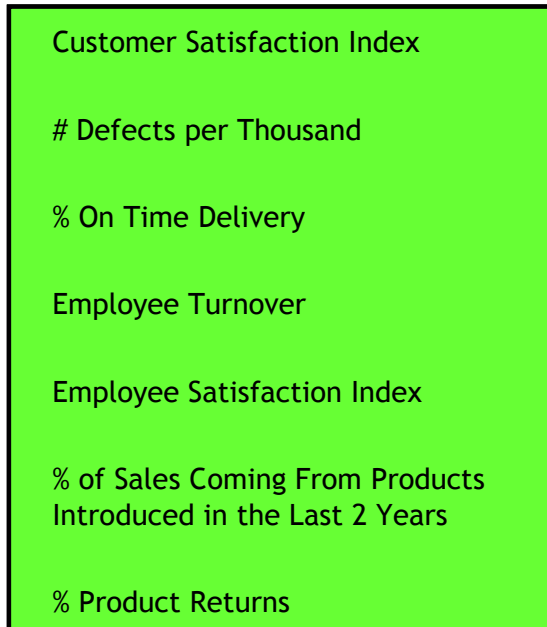 Customer Satisfaction Index
# Defects per Thousand
% On Time Delivery
Employee Turnover
Employee Satisfaction Index
% of Sales Coming From Products
Introduced in the Last 2 Years
% Product Returns